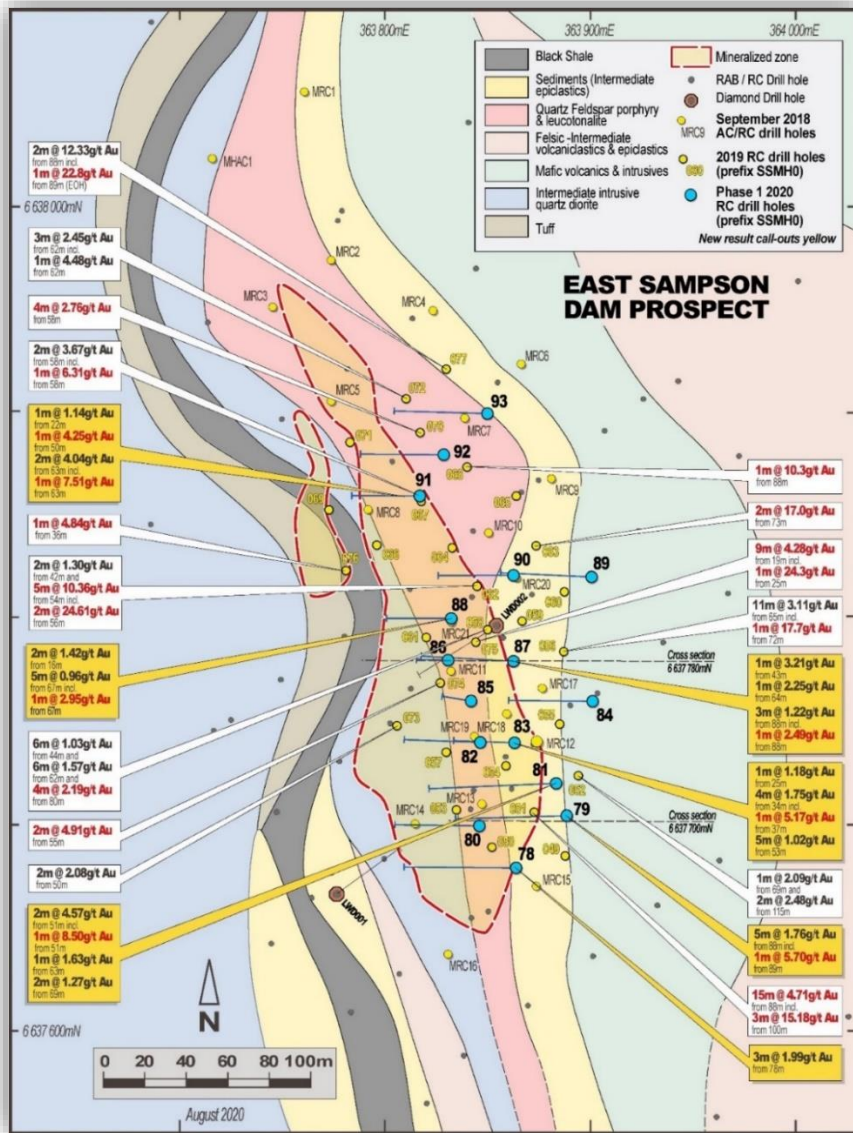 363 800mE
363 900mE
364 000mE
Black Shale
Sediments (Intermediate
epiclastics)
Quartz Feldspar porphyry
& leucotonalite
Felsic -Intermediate
volcaniclastics & epiclastics
Mafic volcanics & intrusives
Intermediate intrusive
quartz diorite
Tuff
Mineralized zone
RAB / RC Drill hole
Diamond Drill hole
MRC9
September 2018
AC/RC drill holes
2019 RC drill holes
(prefix SSMH0)
Phase 1 2020
RC drill holes
(prefix SSMH0)
New result call-outs yellow
EAST SAMPSON
DAM PROSPECT
6 638 000mN
6 637 600mN
2m @ 12.33g/t Au
from 88m incl.
1m @ 22.8g/t Au
from 89m (EOH)
3m @ 2.45g/t Au
from 62m incl.
1m @ 4.48g/t Au
from 62m
4m @ 2.76g/t Au
from 58m
2m @ 3.67g/t Au
from 58m incl.
1m @ 6.31g/t Au
from 58m
1m @ 1.14g/t Au
from 22m
1m @ 4.25g/t Au
from 50m
2m @ 4.04g/t Au
from 63m incl.
1m @ 7.51g/t Au
from 63m
1m @ 4.84g/t Au
from 36m
2m @ 1.30g/t Au
from 42m and
5m @ 10.36g/t Au
from 54m incl.
2m @ 24.61g/t Au
from 56m
2m @ 1.42g/t Au
from 16m
5m @ 0.96g/t Au
from 67m incl.
1m @ 2.95g/t Au
from 67m
6m @ 1.03g/t Au
from 44m and
6m @ 1.57g/t Au
from 62m and
4m @ 2.19g/t Au
from 80m
2m @ 4.91g/t Au
from 55m
2m @ 2.08g/t Au
from 50m
2m @ 4.57g/t Au
from 51m incl.
1m @ 8.50g/t Au
from 51m
1m @ 1.63g/t Au
from 63m
2m @ 1.27g/t Au
from 69m
1m @ 10.3g/t Au
from 88m
2m @ 17.0g/t Au
from 73m
9m @ 4.28g/t Au
from 19m incl.
1m @ 24.3g/t Au
from 25m
11m @ 3.11g/t Au
from 65m incl.
1m @ 17.7g/t Au
from 72m
1m @ 3.21g/t Au
from 43m
1m @ 2.25g/t Au
from 64m
3m @ 1.22g/t Au
from 88m incl.
1m @ 2.49g/t Au
from 88m
1m @ 1.18g/t Au
from 25m
4m @ 1.75g/t Au
from 34m incl.
1m @ 5.17g/t Au
from 37m
5m @ 1.02g/t Au
from 53m
1m @ 2.09g/t Au
from 69m and
2m @ 2.48g/t Au
from 115m
5m @ 1.76g/t Au
from 88m incl.
1m @ 5.70g/t Au
from 89m
15m @ 4.71g/t Au
from 88m incl.
3m @ 15.18g/t Au
from 100m
3m @ 1.99g/t Au
from 78m
MRC1
MHAC1
MRC2
MRC3
MRC4
MRC6
077
072
MRC5
93
MRC7
071
92
MRC9
91
MRC8
MRC10
90
89
MRC20
88
LWD002
MRC21
87
Cross section
6 637 780mN
86
MRC11
074
MRC17
85
84
073
MRC19
MRC18
83
MRC12
82
81
MRC13
79
MRC14
Cross section
6 637 700mN
80
78
049
MRC15
LWD001
MRC16
N
0 20 40 60 80 100m
August 2020